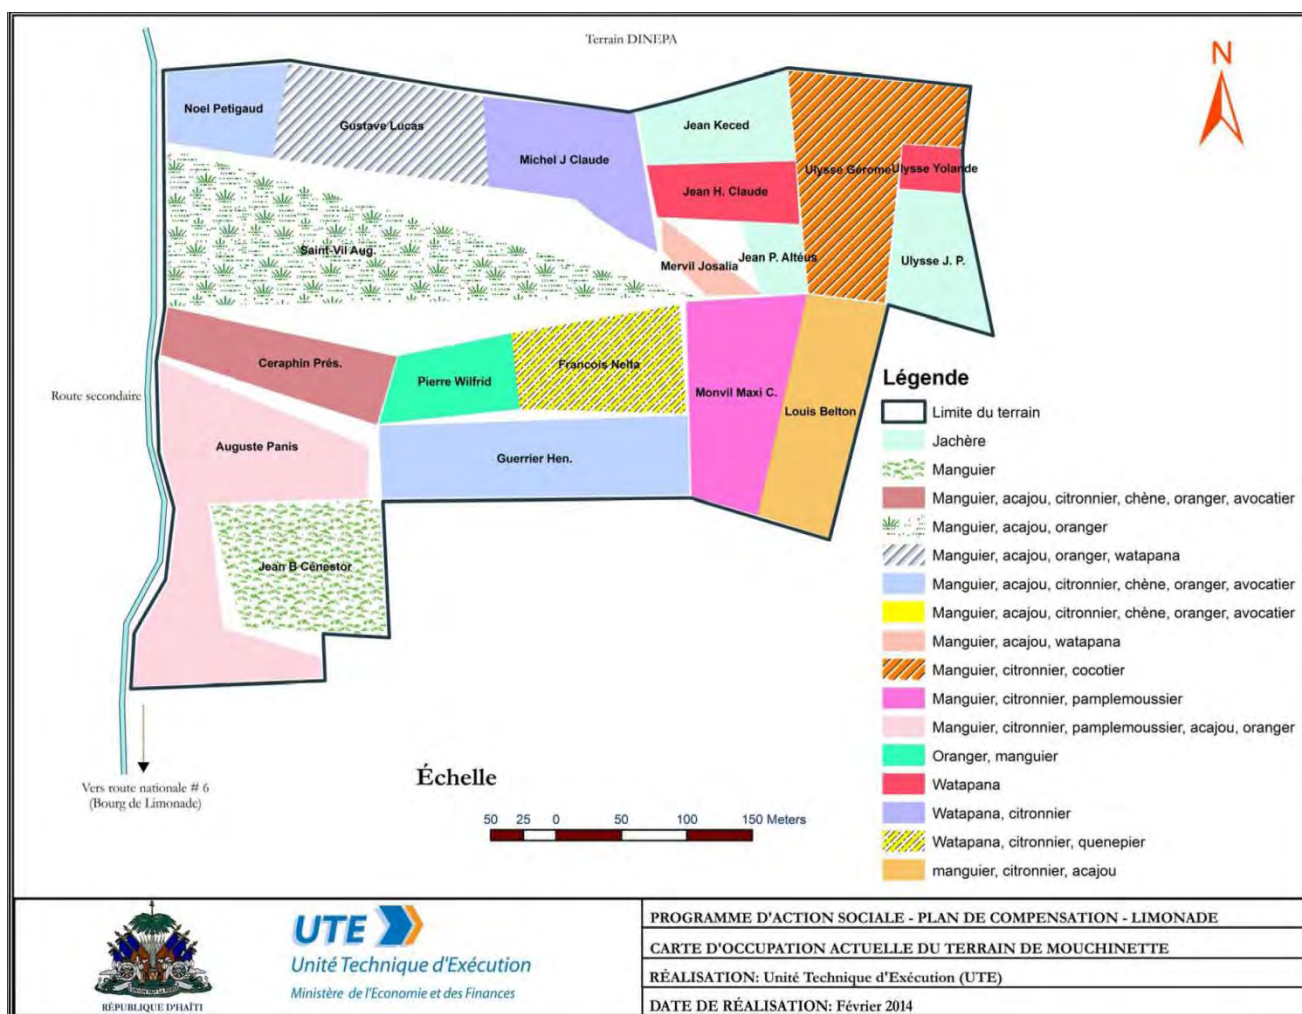 Terrain DINEPA
N
Noel Petigaud
Gustave Lucas
Michel J Claude
Jean Keced
Ulysse Gérome
Ulysse Yolande
Jean H. Claude
Saint-Vil Aug.
Mervil Josalia
Jean P. Altéus
Ulysse J. P.
Ceraphin Prés.
Pierre Wilfrid
Francois Nelta
Monvil Maxi C.
Louis Belton
Route secondaire
Auguste Panis
Guerrier Hen.
Jean B Cénestor
Vers route nationale # 6
(Bourg de Limonade)
Légende
Limite du terrain
Jachère
Manguier
Manguier, acajou, citronnier, chène, oranger, avocatier
Manguier, acajou, oranger
Manguier, acajou, oranger, watapana
Manguier, acajou, citronnier, chène, oranger, avocatier
Manguier, acajou, citronnier, chène, oranger, avocatier
Manguier, acajou, watapana
Manguier, citronnier, cocotier
Manguier, citronnier, pamplemoussier
Manguier, citronnier, pamplemoussier, acajou, oranger
Oranger, manguier
Watapana
Watapana, citronnier
Watapana, citronnier, quenepier
manguier, citronnier, acajou
Échelle
50 25 0 50 100 150 Meters
RÉPUBLIQUE D'HAÏTI
UTE
Unité Technique d'Exécution
Ministère de l'Economie et des Finances
PROGRAMME D'ACTION SOCIALE - PLAN DE COMPENSATION - LIMONADE
CARTE D'OCCUPATION ACTUELLE DU TERRAIN DE MOUCHINETTE
RÉALISATION: Unité Technique d'Exécution (UTE)
DATE DE RÉALISATION: Février 2014